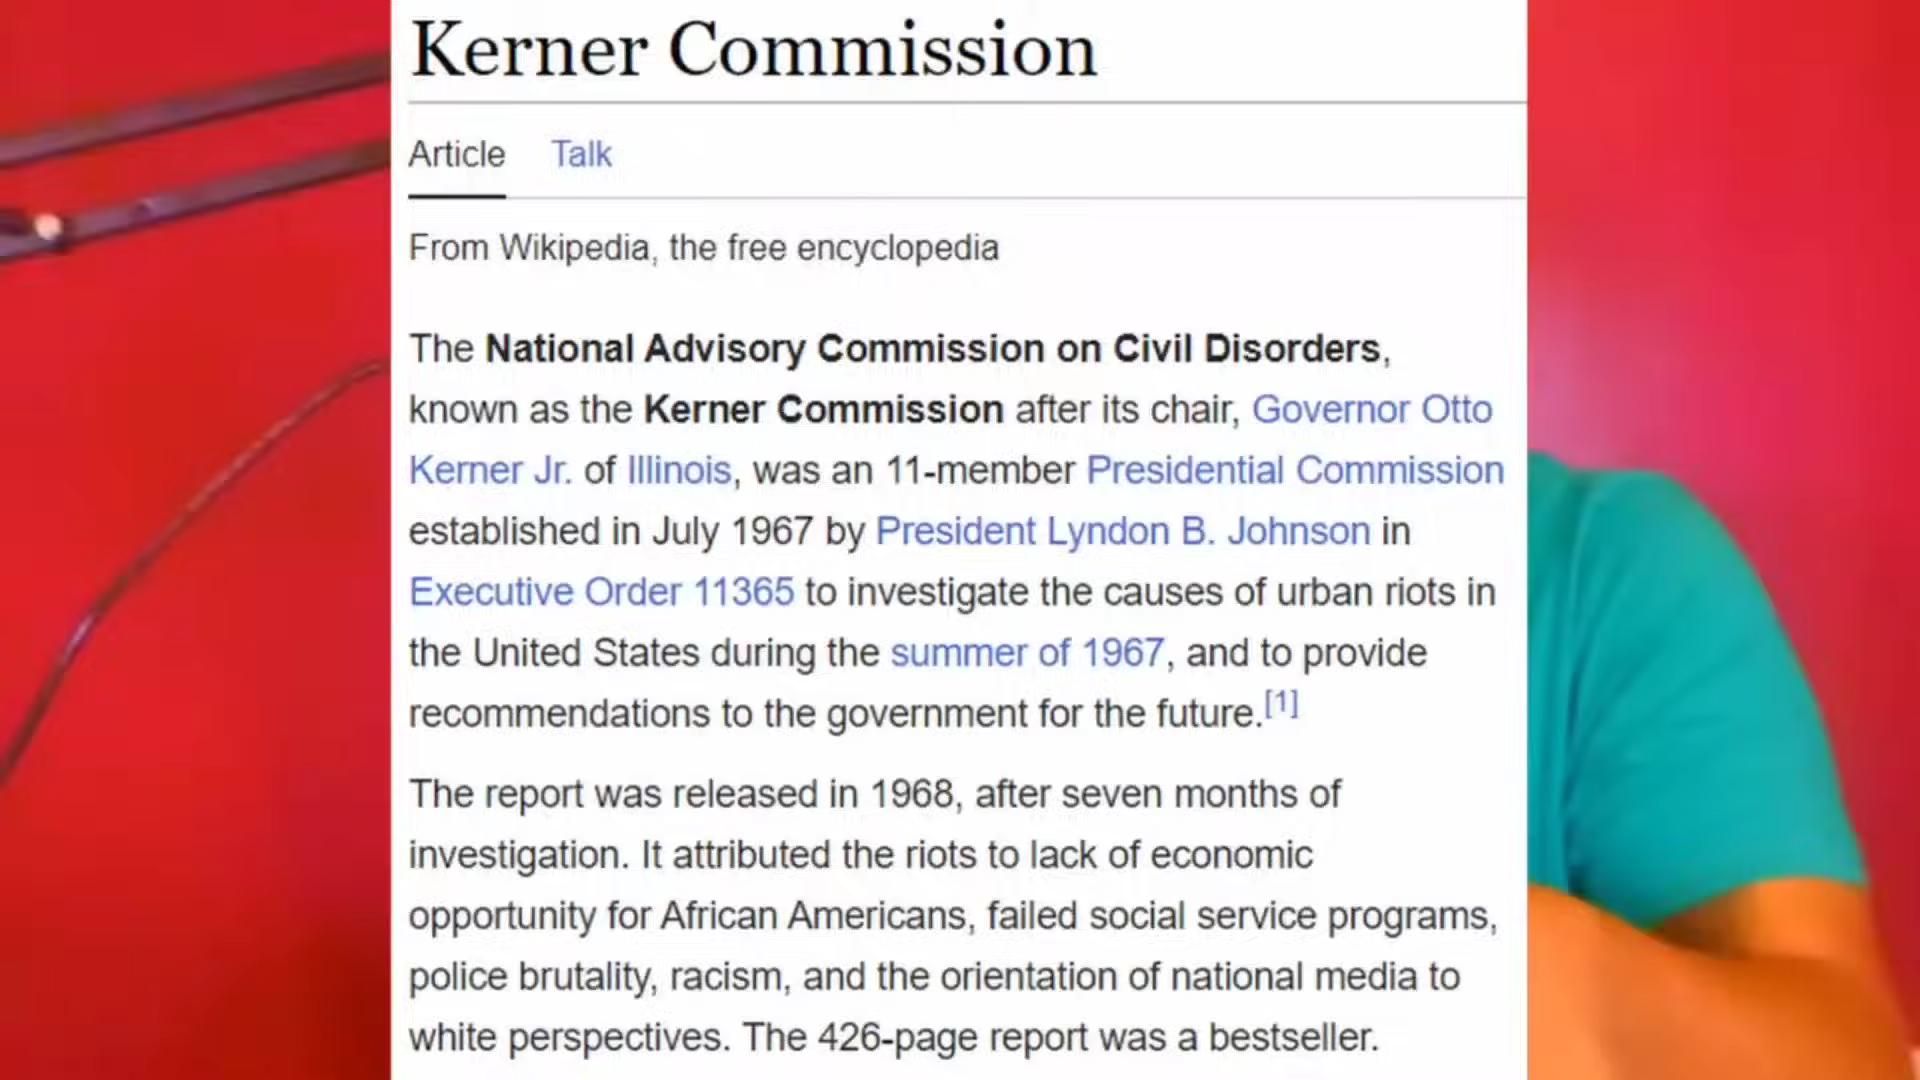 Kerner Commission
Article Talk
From Wikipedia, the free encyclopedia
The National Advisory Commission on Civil Disorders,
known as the Kerner Commission after its chair, Governor Otto
Kerner Jr. of Illinois, was an 11-member Presidential Commission
established in July 1967 by President Lyndon B. Johnson in
Executive Order 11365 to investigate the causes of urban riots in
the United States during the summer of 1967, and to provide
recommendations to the government for the future.[1]
The report was released in 1968, after seven months of
investigation. It attributed the riots to lack of economic
opportunity for African Americans, failed social service programs,
police brutality, racism, and the orientation of national media to
white perspectives. The 426-page report was a bestseller.